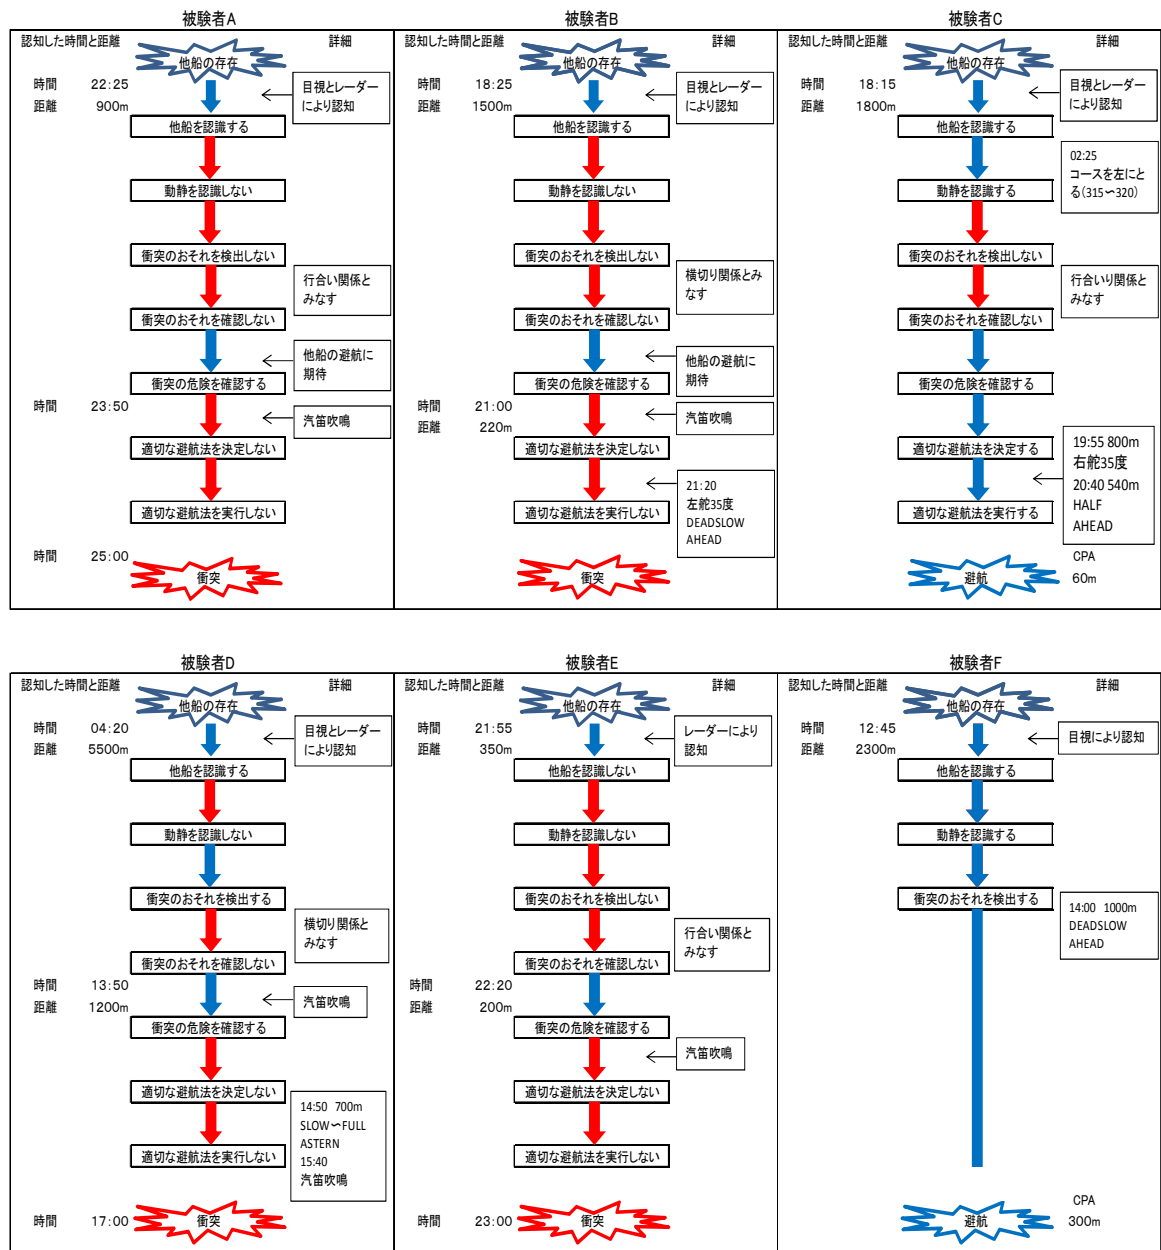 被験者A
認知した時間と距離
詳細
他船の存在
時間 22:25
距離 900m
目視とレーダー
により認知
他船を認識する
動静を認識しない
衝突のおそれを検出しない
行合い関係と
みなす
衝突のおそれを確認しない
他船の避航に
期待
衝突の危険を確認する
時間 23:50
汽笛吹鳴
適切な避航法を決定しない
適切な避航法を実行しない
時間 25:00
衝突
被験者B
認知した時間と距離
詳細
他船の存在
時間 18:25
距離 1500m
目視とレーダー
により認知
他船を認識する
動静を認識しない
衝突のおそれを検出しない
横切り関係とみ
なす
衝突のおそれを確認しない
他船の避航に
期待
衝突の危険を確認する
時間 21:00
距離 220m
汽笛吹鳴
適切な避航法を決定しない
21:20
左舵35度
DEADSLOW
AHEAD
適切な避航法を実行しない
衝突
被験者C
認知した時間と距離
詳細
他船の存在
時間 18:15
距離 1800m
目視とレーダー
により認知
他船を認識する
02:25
コースを左にと
る(315～320)
動静を認識する
衝突のおそれを検出しない
行合いり関係と
みなす
衝突のおそれを確認しない
衝突の危険を確認する
適切な避航法を決定する
19:55 800m
右舵35度
20:40 540m
HALF
AHEAD
適切な避航法を実行する
CPA
60m
避航
被験者D
認知した時間と距離
詳細
他船の存在
時間 04:20
距離 5500m
目視とレーダー
により認知
他船を認識する
動静を認識しない
衝突のおそれを検出する
横切り関係と
みなす
衝突のおそれを確認しない
時間 13:50
距離 1200m
汽笛吹鳴
衝突の危険を確認する
適切な避航法を決定しない
14:50 700m
SLOW～FULL
ASTERN
15:40
汽笛吹鳴
適切な避航法を実行しない
時間 17:00
衝突
被験者E
認知した時間と距離
詳細
他船の存在
時間 21:55
距離 350m
レーダーにより
認知
他船を認識しない
動静を認識しない
衝突のおそれを検出しない
行合い関係と
みなす
衝突のおそれを確認しない
時間 22:20
距離 200m
衝突の危険を確認する
汽笛吹鳴
適切な避航法を決定しない
適切な避航法を実行しない
時間 23:00
衝突
被験者F
認知した時間と距離
詳細
他船の存在
時間 12:45
距離 2300m
目視により認知
他船を認識する
動静を認識する
衝突のおそれを検出する
14:00 1000m
DEADSLOW
AHEAD
CPA
300m
避航